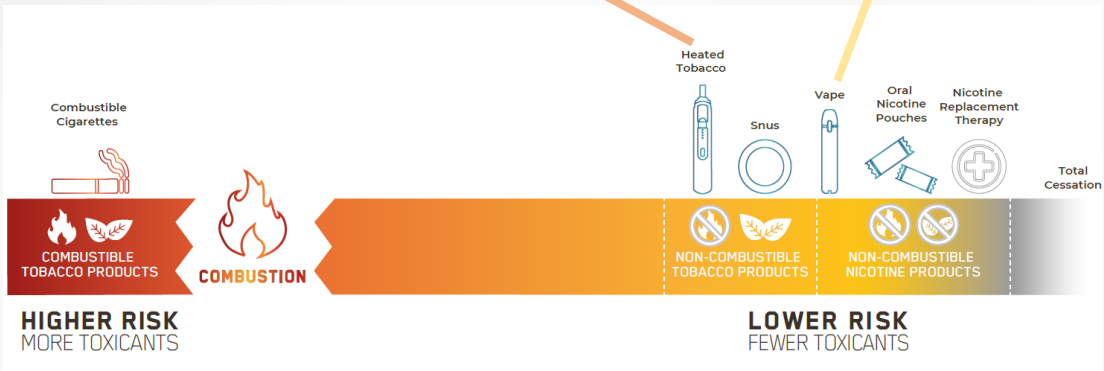 Heated
Tobacco
Combustible
Cigarettes
Snus
Vape
Oral
Nicotine
Pouches
Nicotine
Replacement
Therapy
Total
Cessation
COMBUSTIBLE
TOBACCO PRODUCTS
COMBUSTION
NON-COMBUSTIBLE
TOBACCO PRODUCTS
NON-COMBUSTIBLE
NICOTINE PRODUCTS
HIGHER RISK
MORE TOXICANTS
LOWER RISK
FEWER TOXICANTS